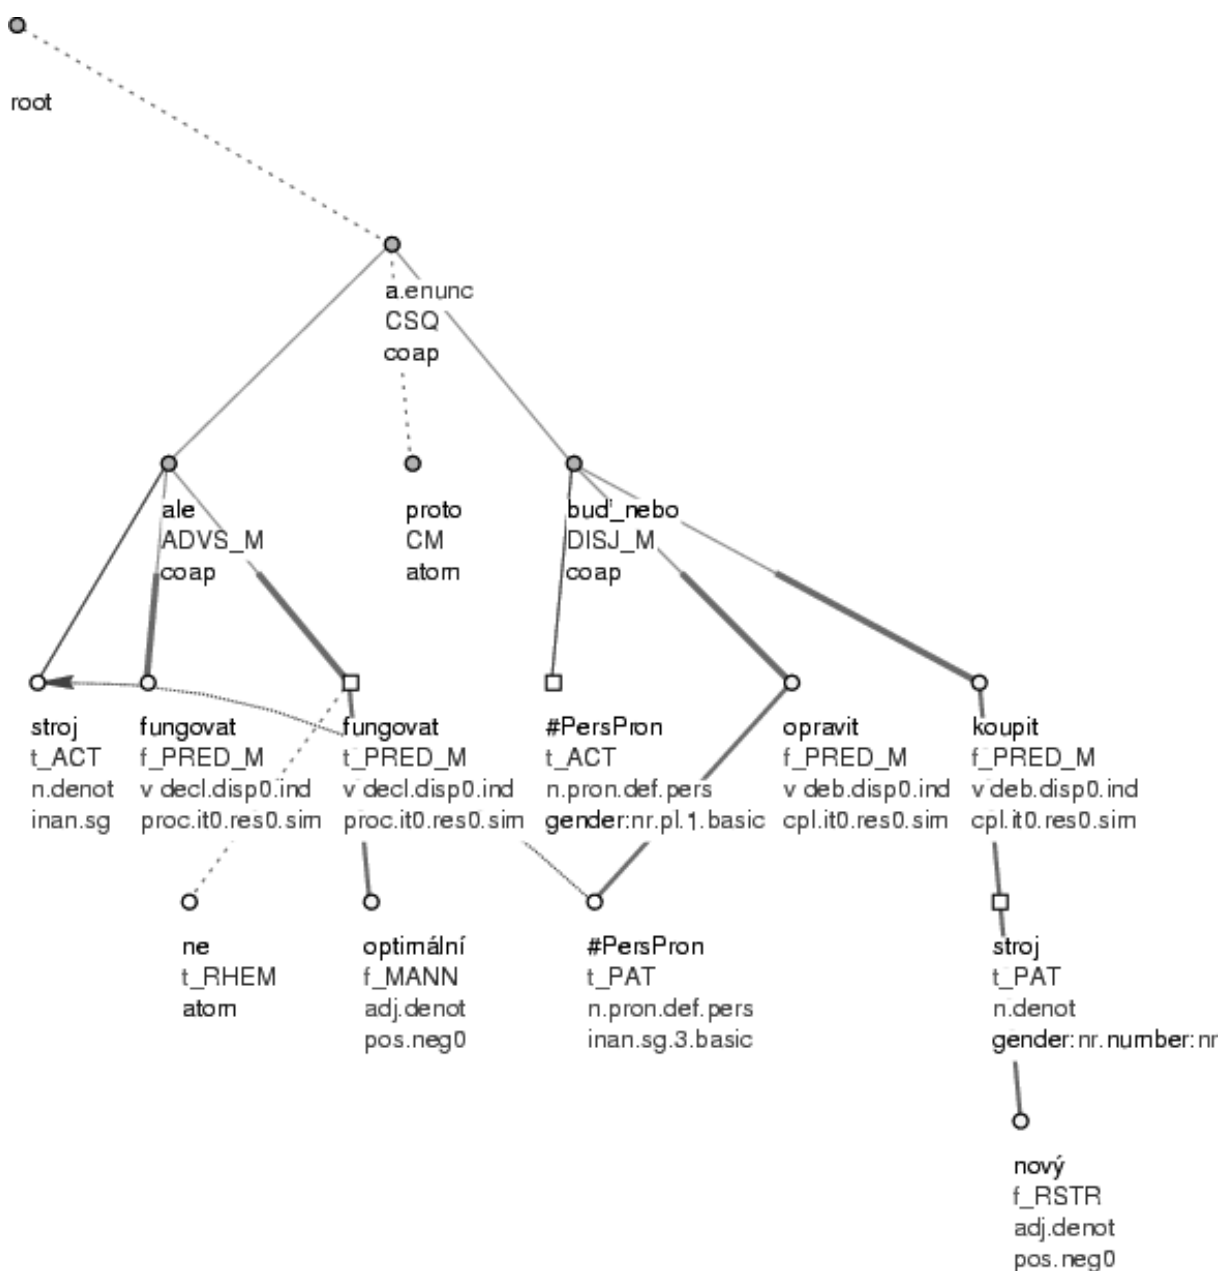 root
a.enunc
CSQ
coap
ale
ADVS_M
coap
proto
CM
atom
buď_nebo
DISJ_M
coap
stroj
t_ACT
n.denot
inan.sg
fungovat
f_PRED_M
v decl.disp0.ind
proc.it0.res0.sim
fungovat
t_PRED_M
v decl.disp0.ind
proc.it0.res0.sim
#PersPron
t_ACT
n.pron.def.pers
gender:nr.pl.1.basic
opravit
f_PRED_M
v deb.disp0.ind
cpl.it0.res0.sim
koupit
f_PRED_M
v deb.disp0.ind
cpl.it0.res0.sim
ne
t_RHEM
atom
optimální
f_MANN
adj.denot
pos.neg0
#PersPron
t_PAT
n.pron.def.pers
inan.sg.3.basic
stroj
t_PAT
n.denot
gender:nr.number:nr
nový
f_RSTR
adj.denot
pos.neg0